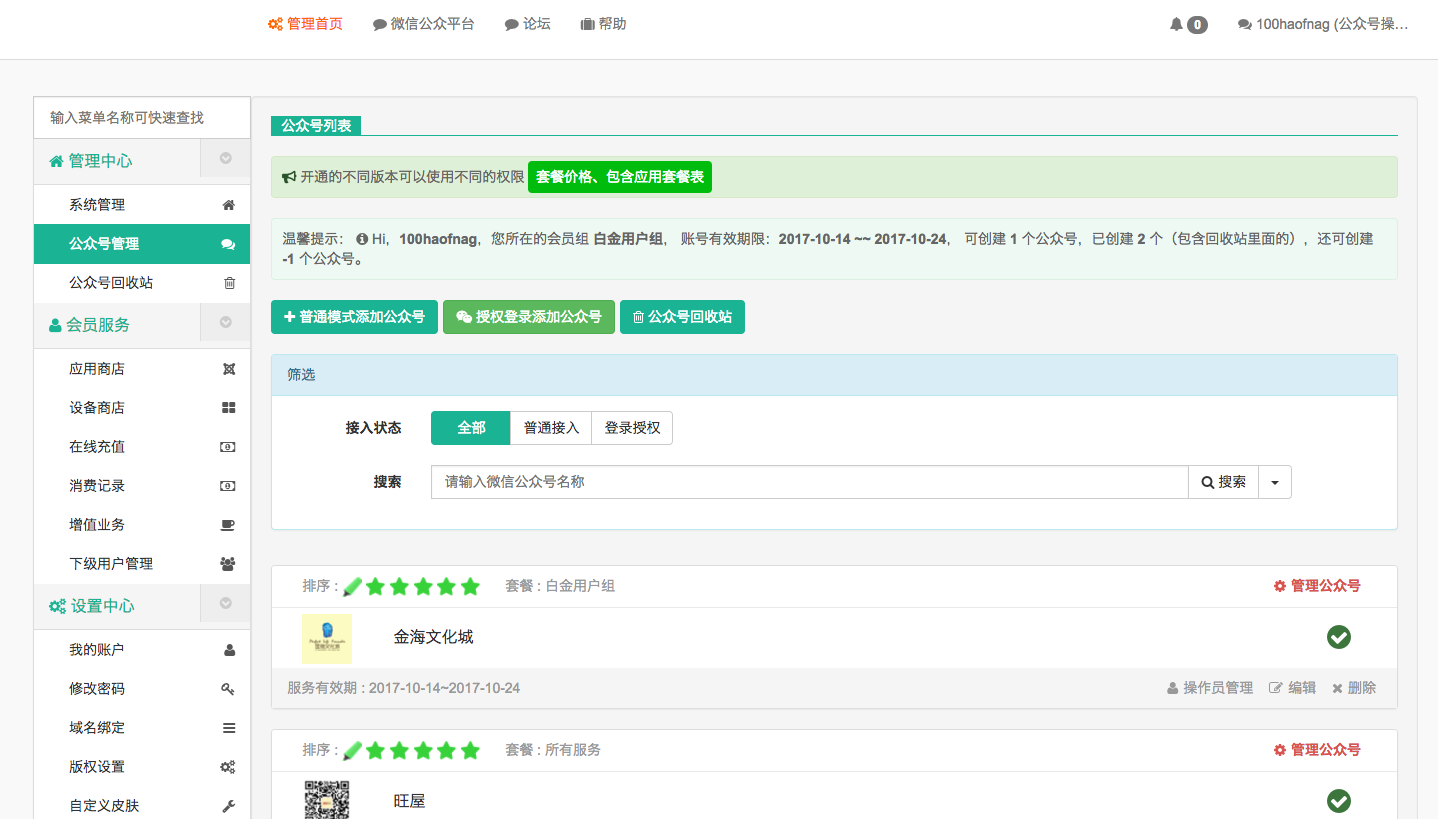 管理首页 微信公众平台 论坛 帮助 0 100haofnag (公众号操...
输入菜单名称可快速查找
管理中心
系统管理
公众号管理
公众号回收站
会员服务
应用商店
设备商店
在线充值
消费记录
增值业务
下级用户管理
设置中心
我的账户
修改密码
域名绑定
版权设置
自定义皮肤
公众号列表
开通的不同版本可以使用不同的权限 套餐价格、包含应用套餐表
温馨提示： Hi，100haofnag，您所在的会员组 白金用户组， 账号有效期限：2017-10-14 ~~ 2017-10-24， 可创建 1 个公众号，已创建 2 个（包含回收站里面的），还可创建
-1 个公众号。
普通模式添加公众号 授权登录添加公众号 公众号回收站
筛选
接入状态 全部 普通接入 登录授权
搜索 请输入微信公众号名称 搜索
排序 : 套餐 : 白金用户组 管理公众号
金海文化城
服务有效期 : 2017-10-14~2017-10-24 操作员管理 编辑 删除
排序 : 套餐 : 所有服务 管理公众号
旺屋